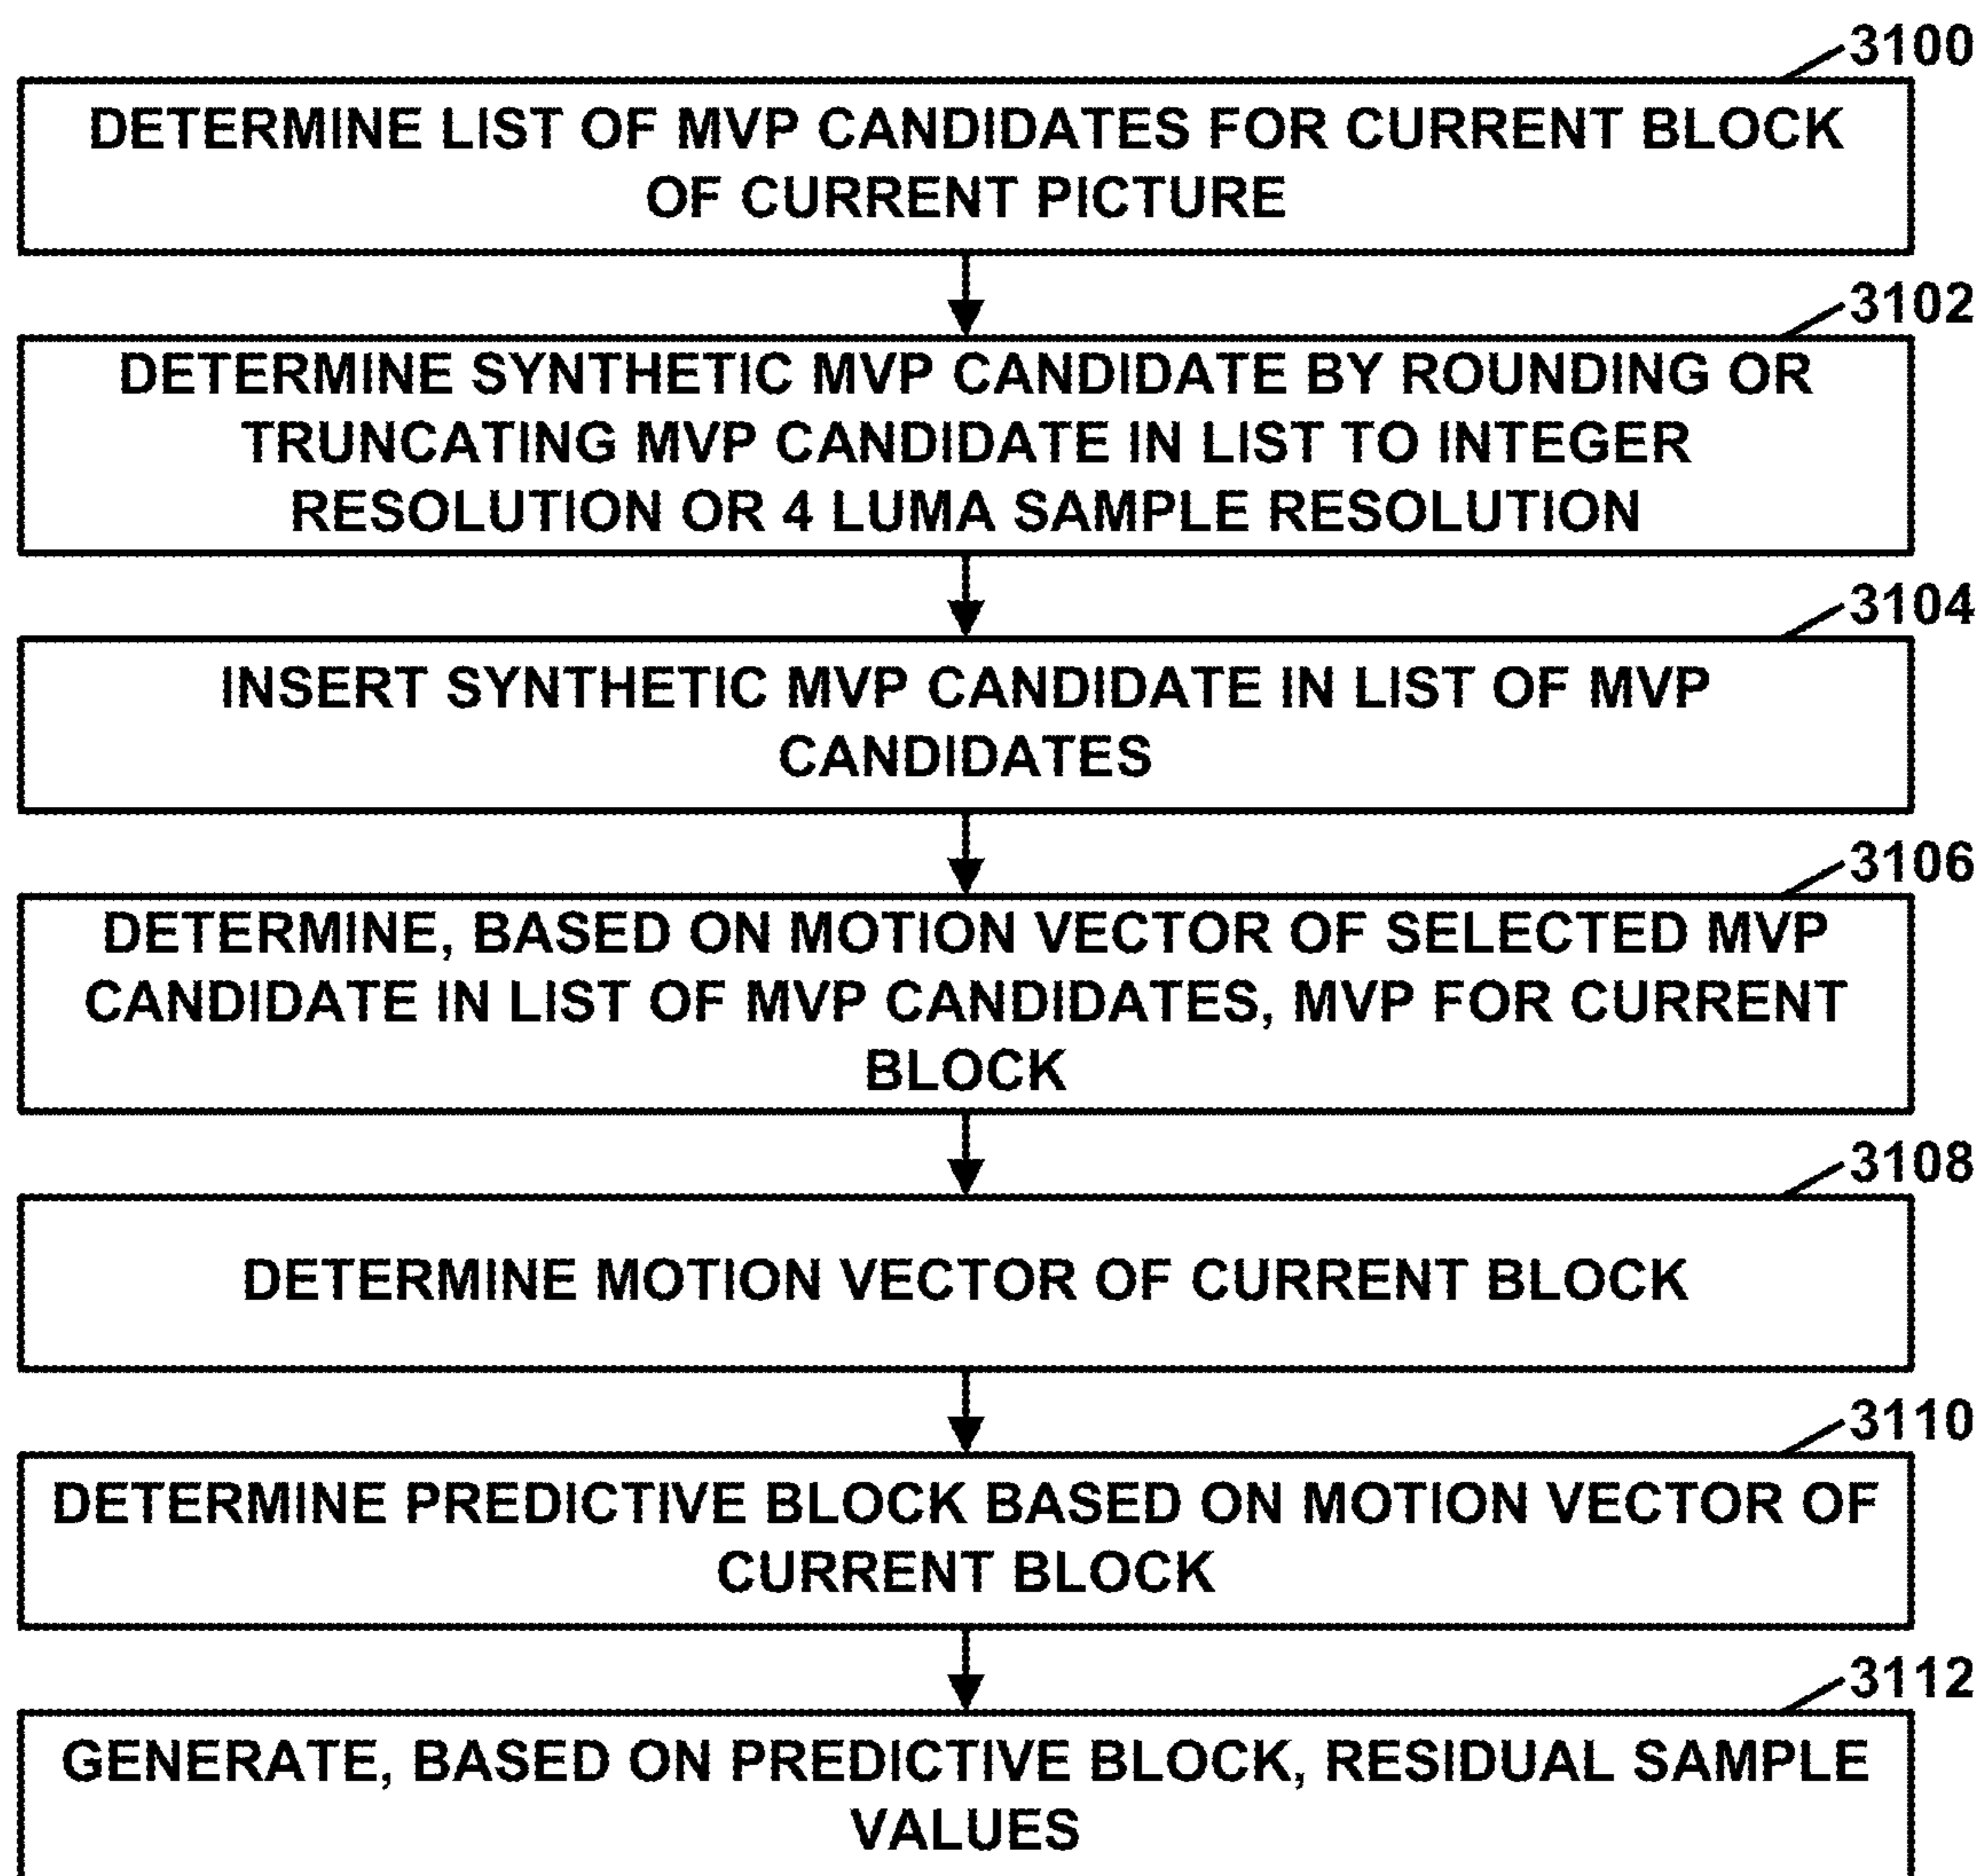 3100
DETERMINE LIST OF MVP CANDIDATES FOR CURRENT BLOCK
OF CURRENT PICTURE
3102
DETERMINE SYNTHETIC MVP CANDIDATE BY ROUNDING OR
TRUNCATING MVP CANDIDATE IN LIST TO INTEGER
RESOLUTION OR 4 LUMA SAMPLE RESOLUTION
3104
INSERT SYNTHETIC MVP CANDIDATE IN LIST OF MVP
CANDIDATES
3106
DETERMINE, BASED ON MOTION VECTOR OF SELECTED MVP
CANDIDATE IN LIST OF MVP CANDIDATES, MVP FOR CURRENT
BLOCK
3108
DETERMINE MOTION VECTOR OF CURRENT BLOCK
3110
DETERMINE PREDICTIVE BLOCK BASED ON MOTION VECTOR OF
CURRENT BLOCK
3112
GENERATE, BASED ON PREDICTIVE BLOCK, RESIDUAL SAMPLE
VALUES